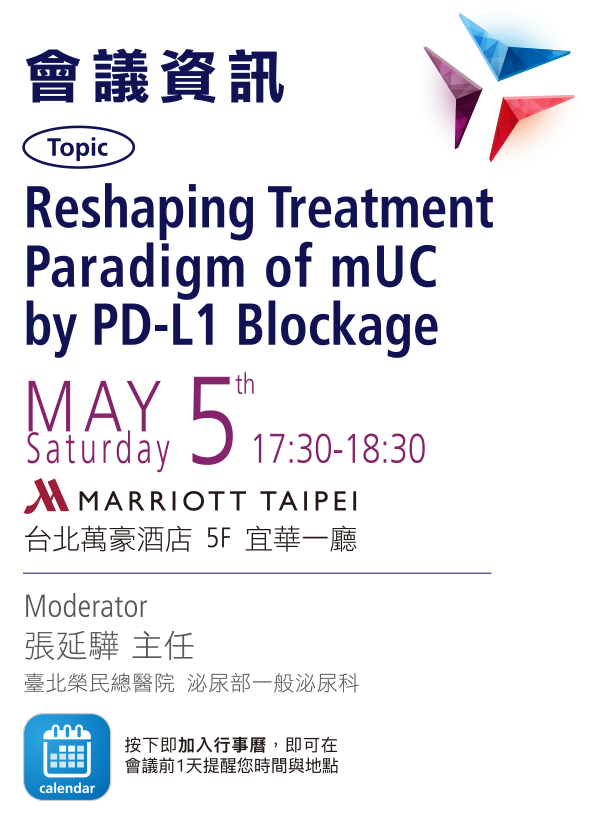 會議資訊
Topic
Reshaping Treatment
Paradigm of mUC
by PD-L1 Blockage
MAY 5th
Saturday 17:30-18:30
MARRIOTT TAIPEI
台北萬豪酒店 5F 宜華一廳
Moderator
張延驊 主任
臺北榮民總醫院 泌尿部一般泌尿科
按下即加入行事曆，即可在
會議前1天提醒您時間與地點
calendar